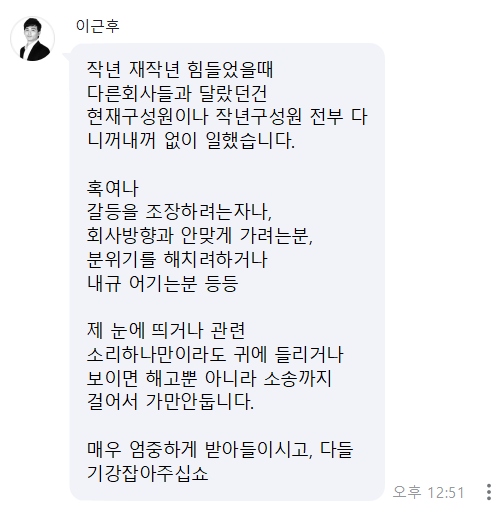 이근후
작년 재작년 힘들었을때
다른회사들과 달랐던건
현재구성원이나 작년구성원 전부 다
니꺼내꺼 없이 일했습니다.
혹여나
갈등을 조장하려는자나,
회사방향과 안맞게 가려는분,
분위기를 해치려하거나
내규 어기는분 등등
제 눈에 띄거나 관련
소리하나만이라도 귀에 들리거나
보이면 해고뿐 아니라 소송까지
걸어서 가만안둡니다.
매우 엄중하게 받아들이시고, 다들
기강잡아주십쇼
오후 12:51